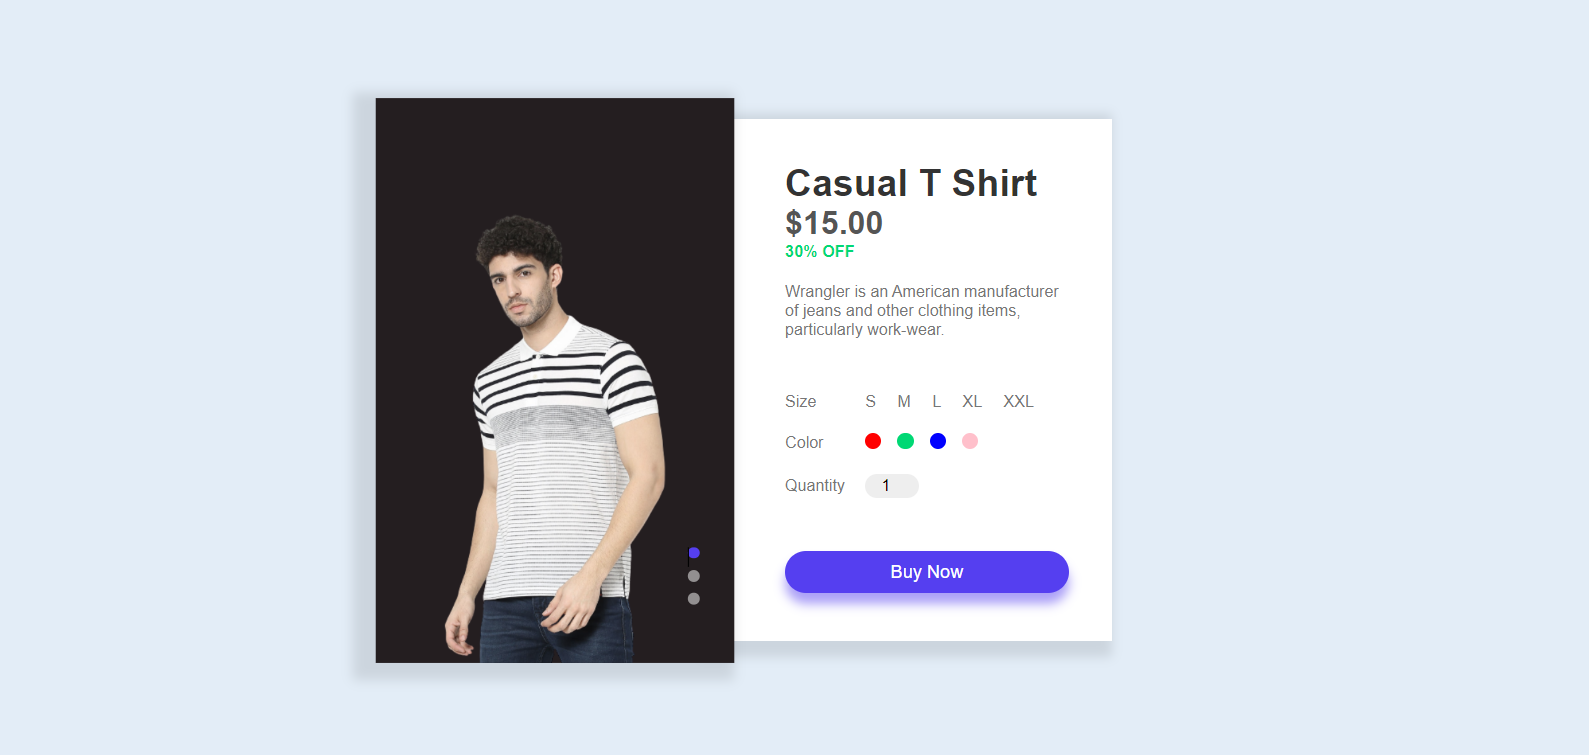 Casual T Shirt
$15.00
30% OFF
Wrangler is an American manufacturer
of jeans and other clothing items,
particularly work-wear.
Size S M L XL XXL
Color
Quantity 1
Buy Now